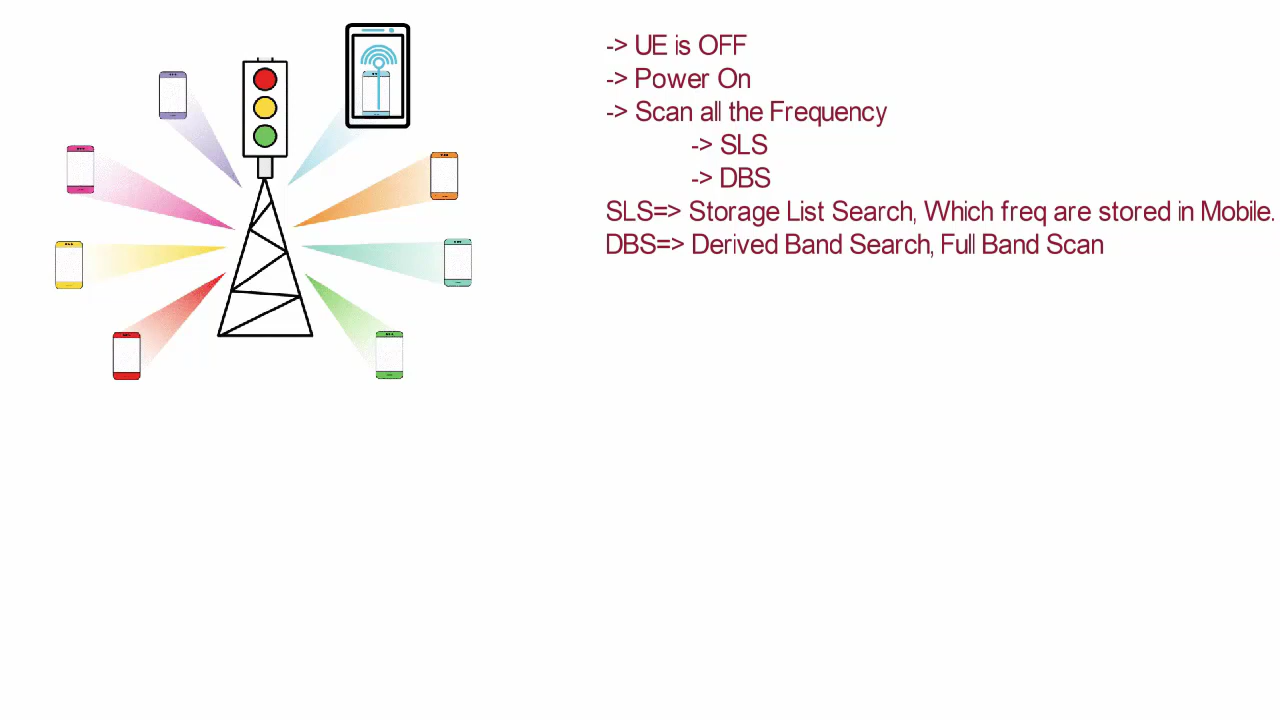 -> UE is OFF
-> Power On
-> Scan all the Frequency
-> SLS
-> DBS
SLS=> Storage List Search, Which freq are stored in Mobile.
DBS=> Derived Band Search, Full Band Scan